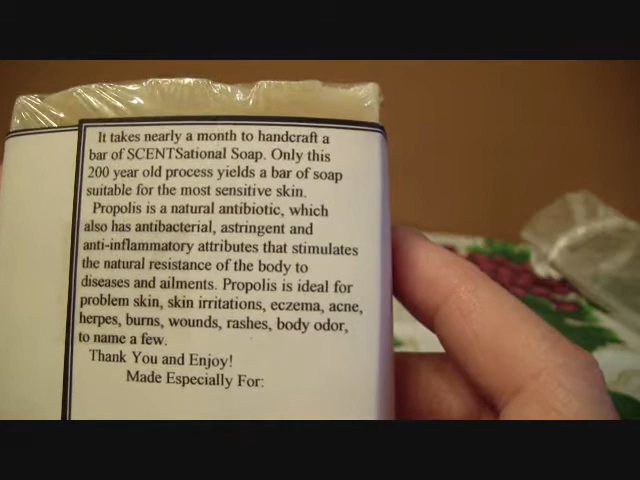 It takes nearly a month to handcraft a
bar of SCENTSational Soap. Only this
200 year old process yields a bar of soap
suitable for the most sensitive skin.
Propolis is a natural antibiotic, which
also has antibacterial, astringent and
anti-inflammatory attributes that stimulates
the natural resistance of the body to
diseases and ailments. Propolis is ideal for
problem skin, skin irritations, eczema, acne,
herpes, burns, wounds, rashes, body odor,
to name a few.
Thank You and Enjoy!
Made Especially For: